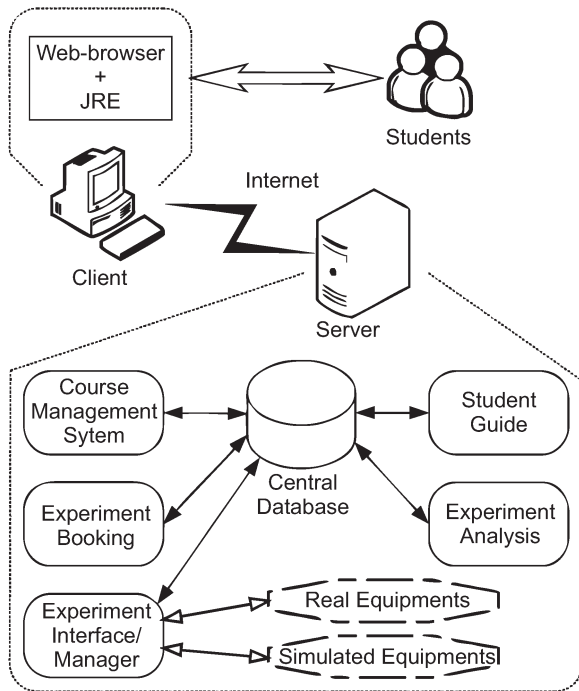 Web-browser
+
JRE
Students
Internet
Client
Server
Course
Management
Sytem
Student
Guide
Central
Database
Experiment
Booking
Experiment
Analysis
Experiment
Interface/
Manager
Real Equipments
Simulated Equipments